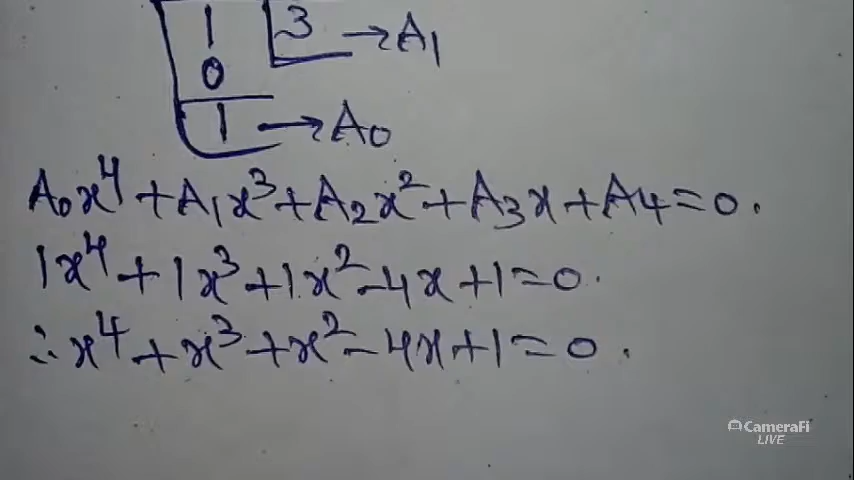 1 3 → A₁
0
1 → A₀
A₀x⁴ + A₁x³ + A₂x² + A₃x + A₄ = 0.
1x⁴ + 1x³ + 1x² - 4x + 1 = 0.
∴ x⁴ + x³ + x² - 4x + 1 = 0.
CameraFi
LIVE